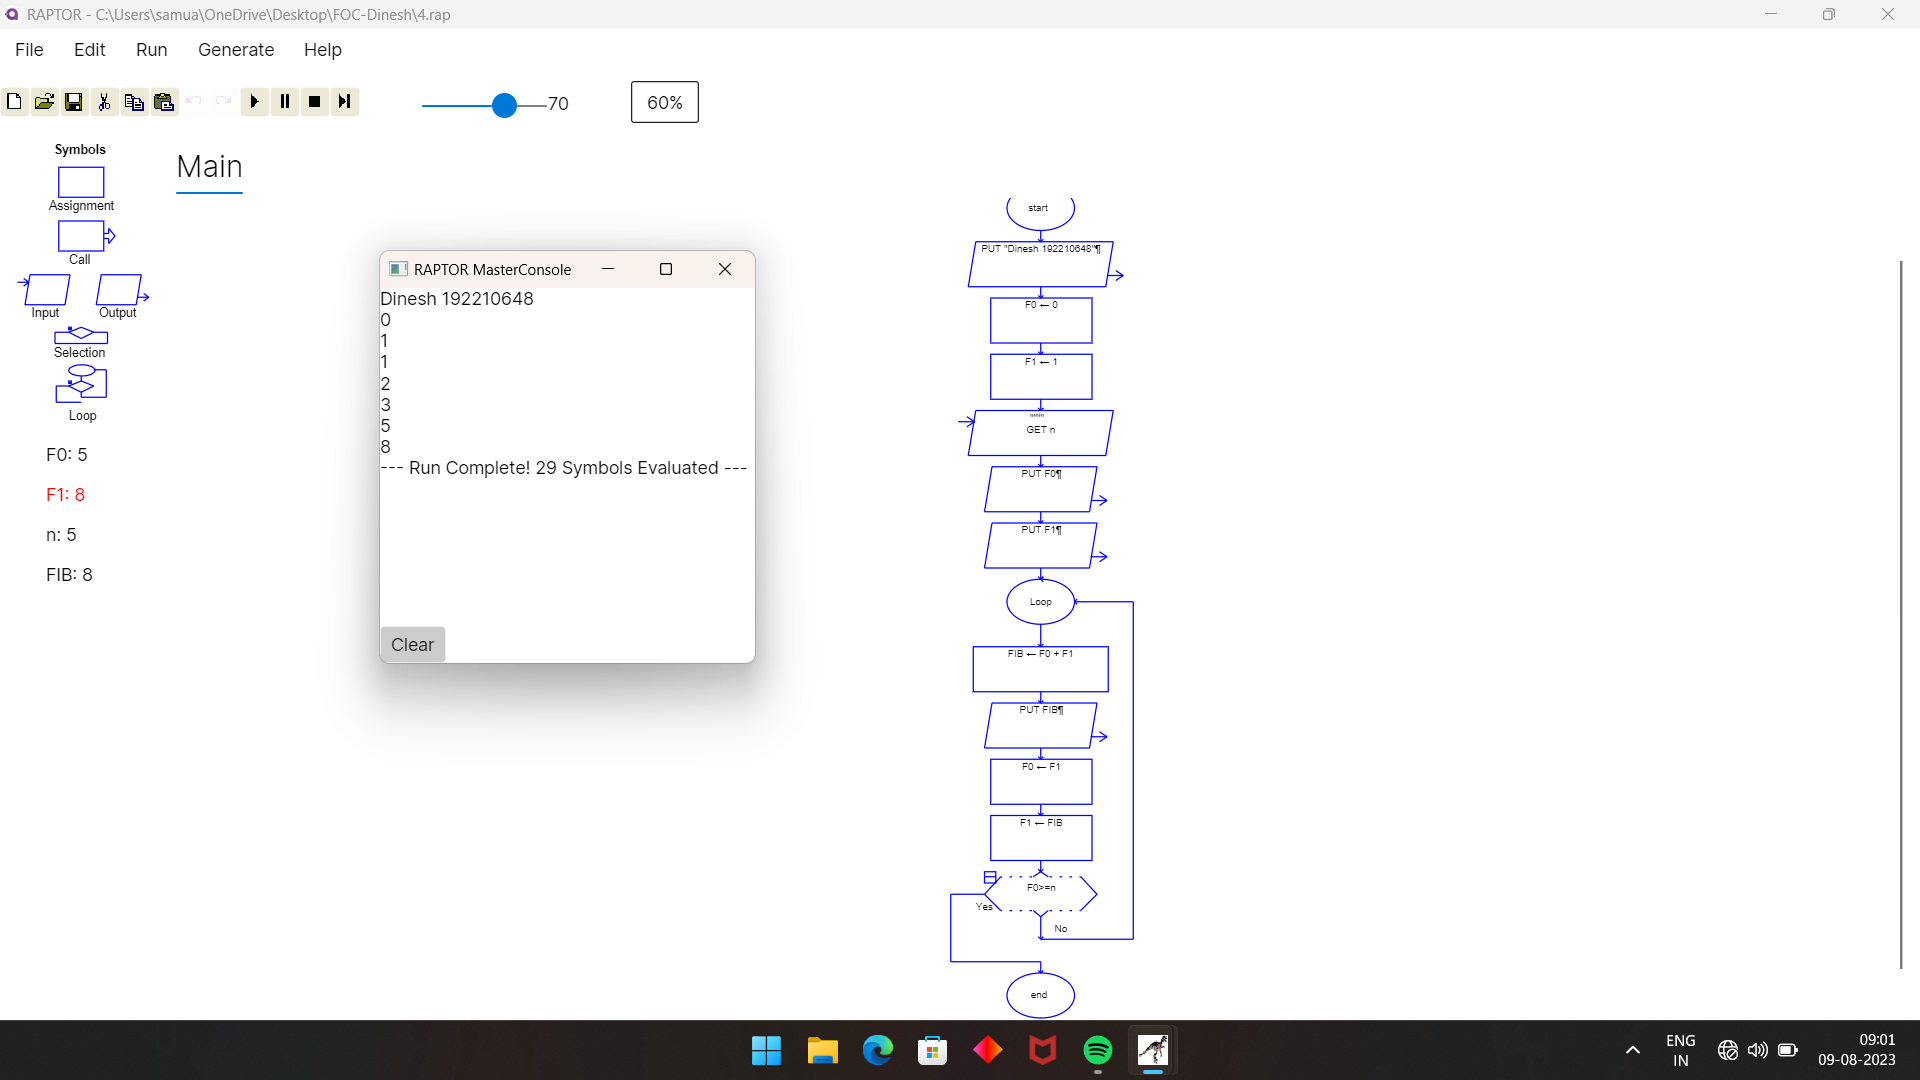 RAPTOR - C:\Users\samua\OneDrive\Desktop\FOC-Dinesh\4.rap
File Edit Run Generate Help
70
60%
Symbols
Assignment
Call
Input Output
Selection
Loop
F0: 5
F1: 8
n: 5
FIB: 8
Main
RAPTOR MasterConsole
Dinesh 192210648
0
1
1
2
3
5
8
--- Run Complete! 29 Symbols Evaluated ---
Clear
start
PUT "Dinesh 192210648"¶
F0 ← 0
F1 ← 1
GET n
PUT F0¶
PUT F1¶
Loop
FIB ← F0 + F1
PUT FIB¶
F0 ← F1
F1 ← FIB
F0>=n
Yes
No
end
ENG
IN
09:01
09-08-2023